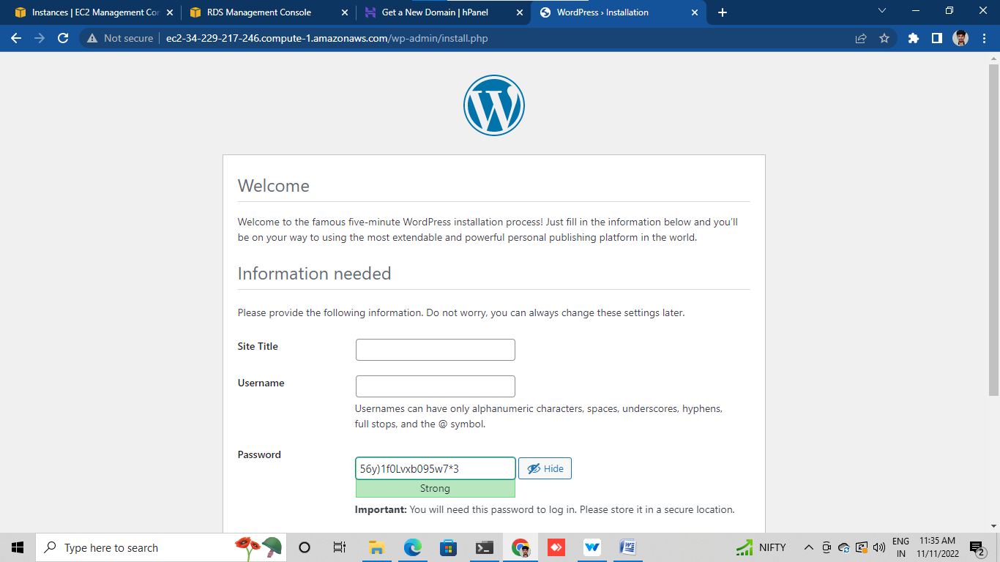 Instances | EC2 Management Con
RDS Management Console
Get a New Domain | hPanel
WordPress › Installation
Not secure
ec2-34-229-217-246.compute-1.amazonaws.com/wp-admin/install.php
Welcome
Welcome to the famous five-minute WordPress installation process! Just fill in the information below and you’ll
be on your way to using the most extendable and powerful personal publishing platform in the world.
Information needed
Please provide the following information. Do not worry, you can always change these settings later.
Site Title
Username
Usernames can have only alphanumeric characters, spaces, underscores, hyphens,
full stops, and the @ symbol.
Password
56y)1f0Lvxb095w7*3
Hide
Strong
Important: You will need this password to log in. Please store it in a secure location.
Type here to search
NIFTY
ENG
IN
11:35 AM
11/11/2022
2